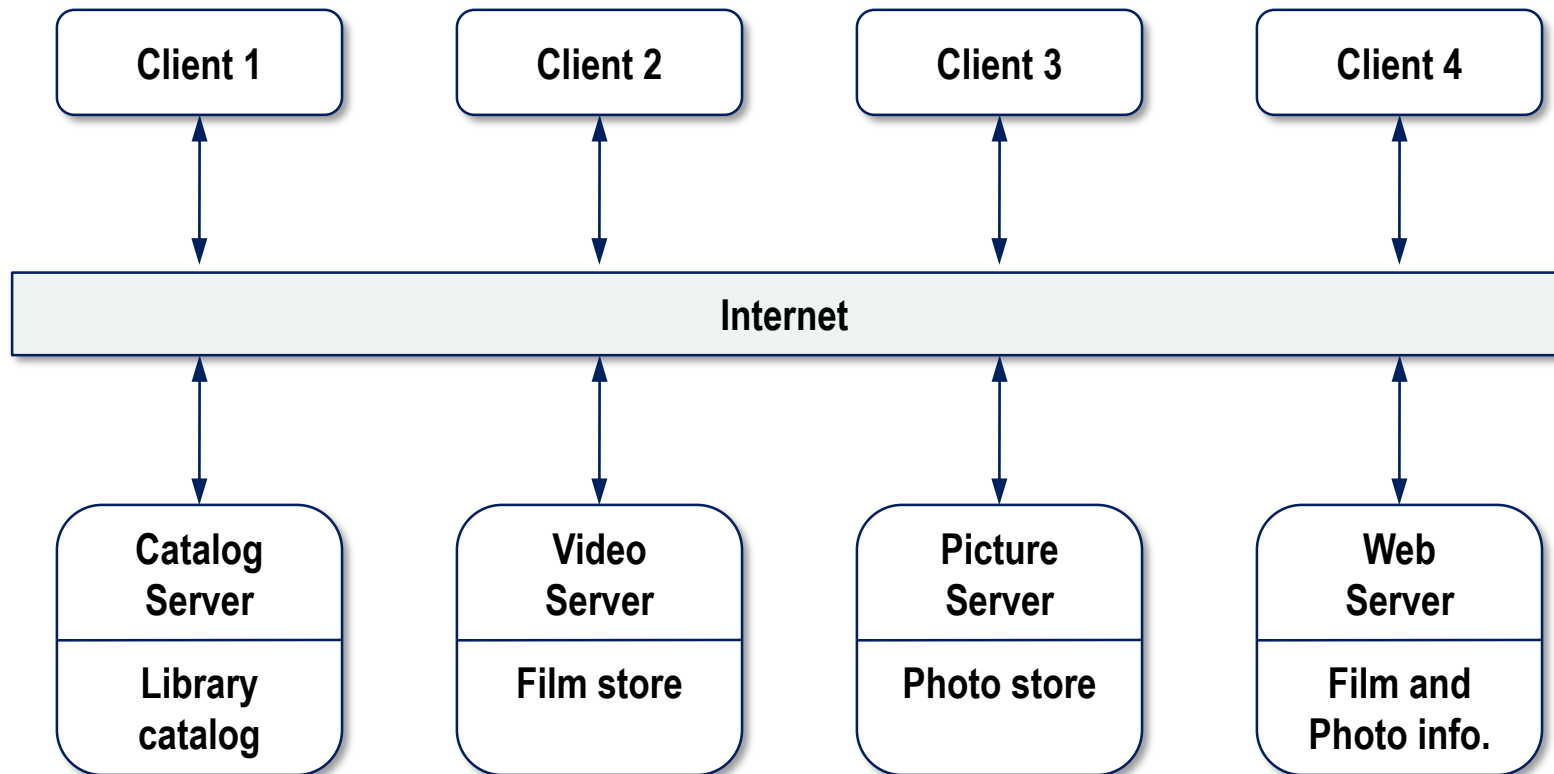 Client 1
Client 2
Client 3
Client 4
Internet
Catalog
Server
Library
catalog
Video
Server
Film store
Picture
Server
Photo store
Web
Server
Film and
Photo info.